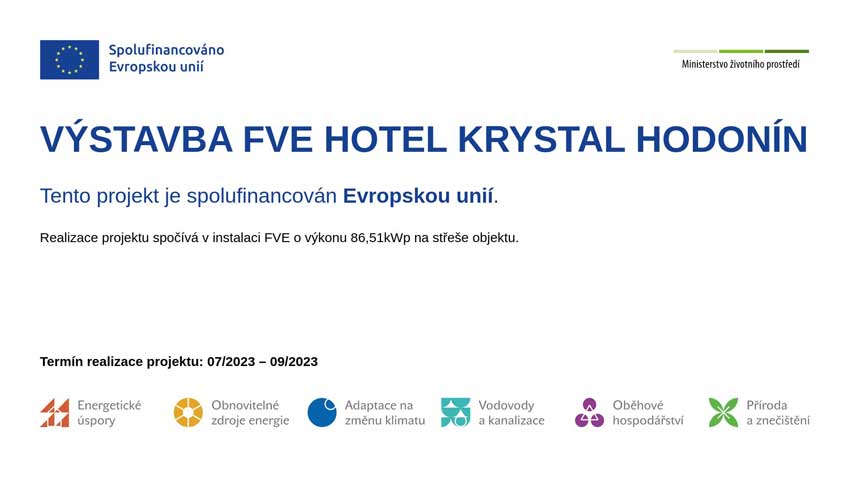 Spolufinancováno
Evropskou unií
Ministerstvo životního prostředí
VÝSTAVBA FVE HOTEL KRYSTAL HODONÍN
Tento projekt je spolufinancován Evropskou unií.
Realizace projektu spočívá v instalaci FVE o výkonu 86,51kWp na střeše objektu.
Termín realizace projektu: 07/2023 – 09/2023
Energetické
úspory
Obnovitelné
zdroje energie
Adaptace na
změnu klimatu
Vodovody
a kanalizace
Oběhové
hospodářství
Příroda
a znečištění